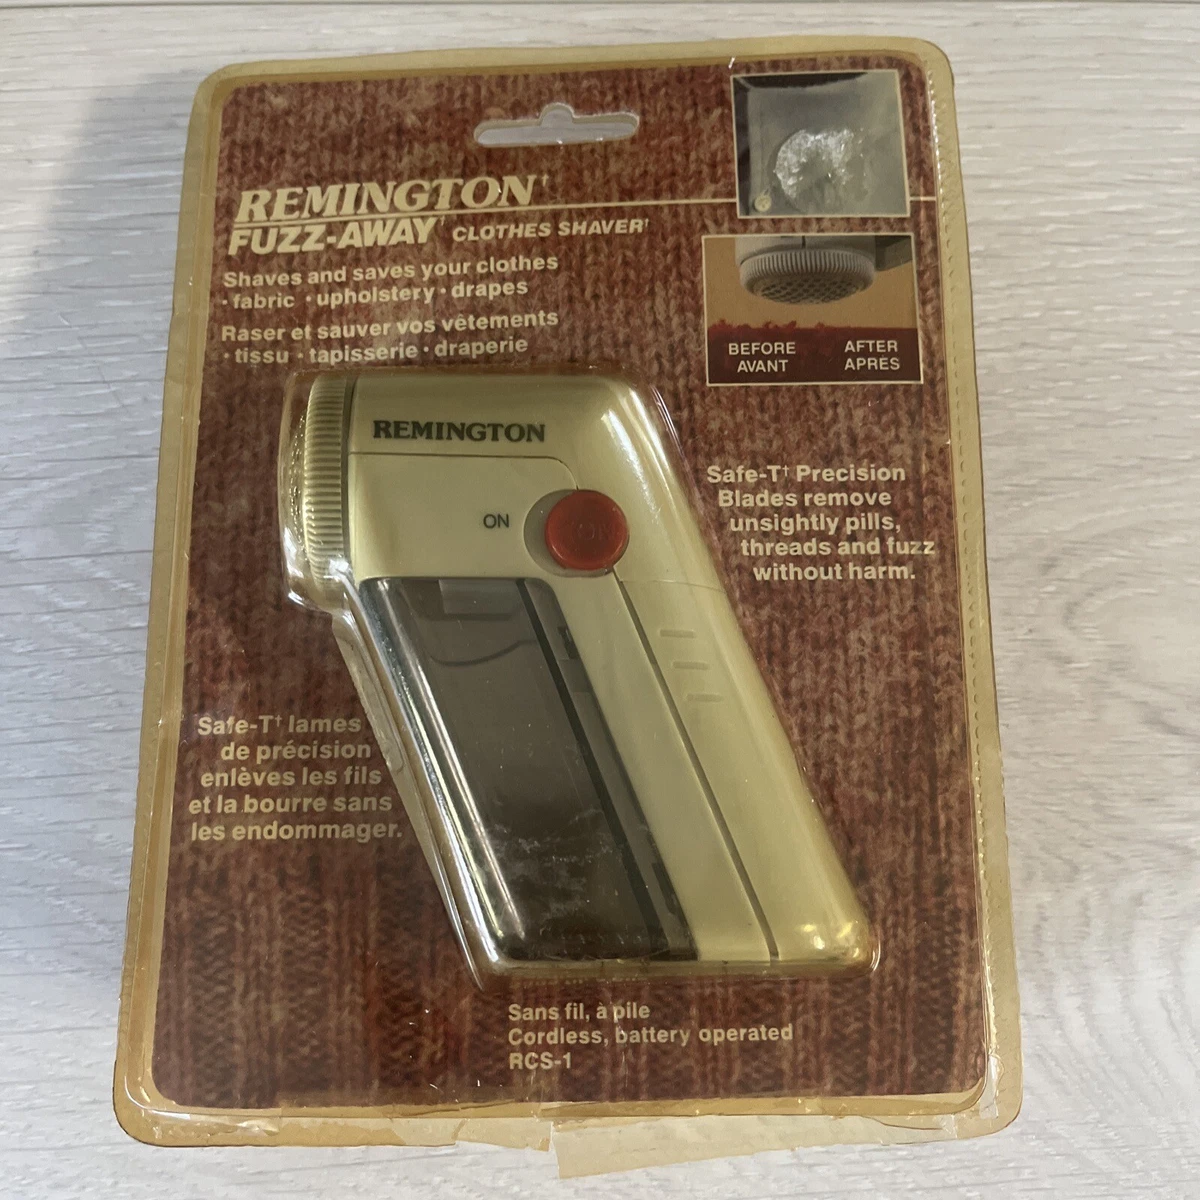 REMINGTON†
FUZZ-AWAY† CLOTHES SHAVER†
Shaves and saves your clothes
· fabric · upholstery · drapes
Raser et sauver vos vêtements
· tissu · tapisserie · draperie
BEFORE
AVANT
AFTER
APRÈS
REMINGTON
ON
Safe-T† Precision
Blades remove
unsightly pills,
threads and fuzz
without harm.
Safe-T† lames
de précision
enlèves les fils
et la bourre sans
les endommager.
Sans fil, à pile
Cordless, battery operated
RCS-1